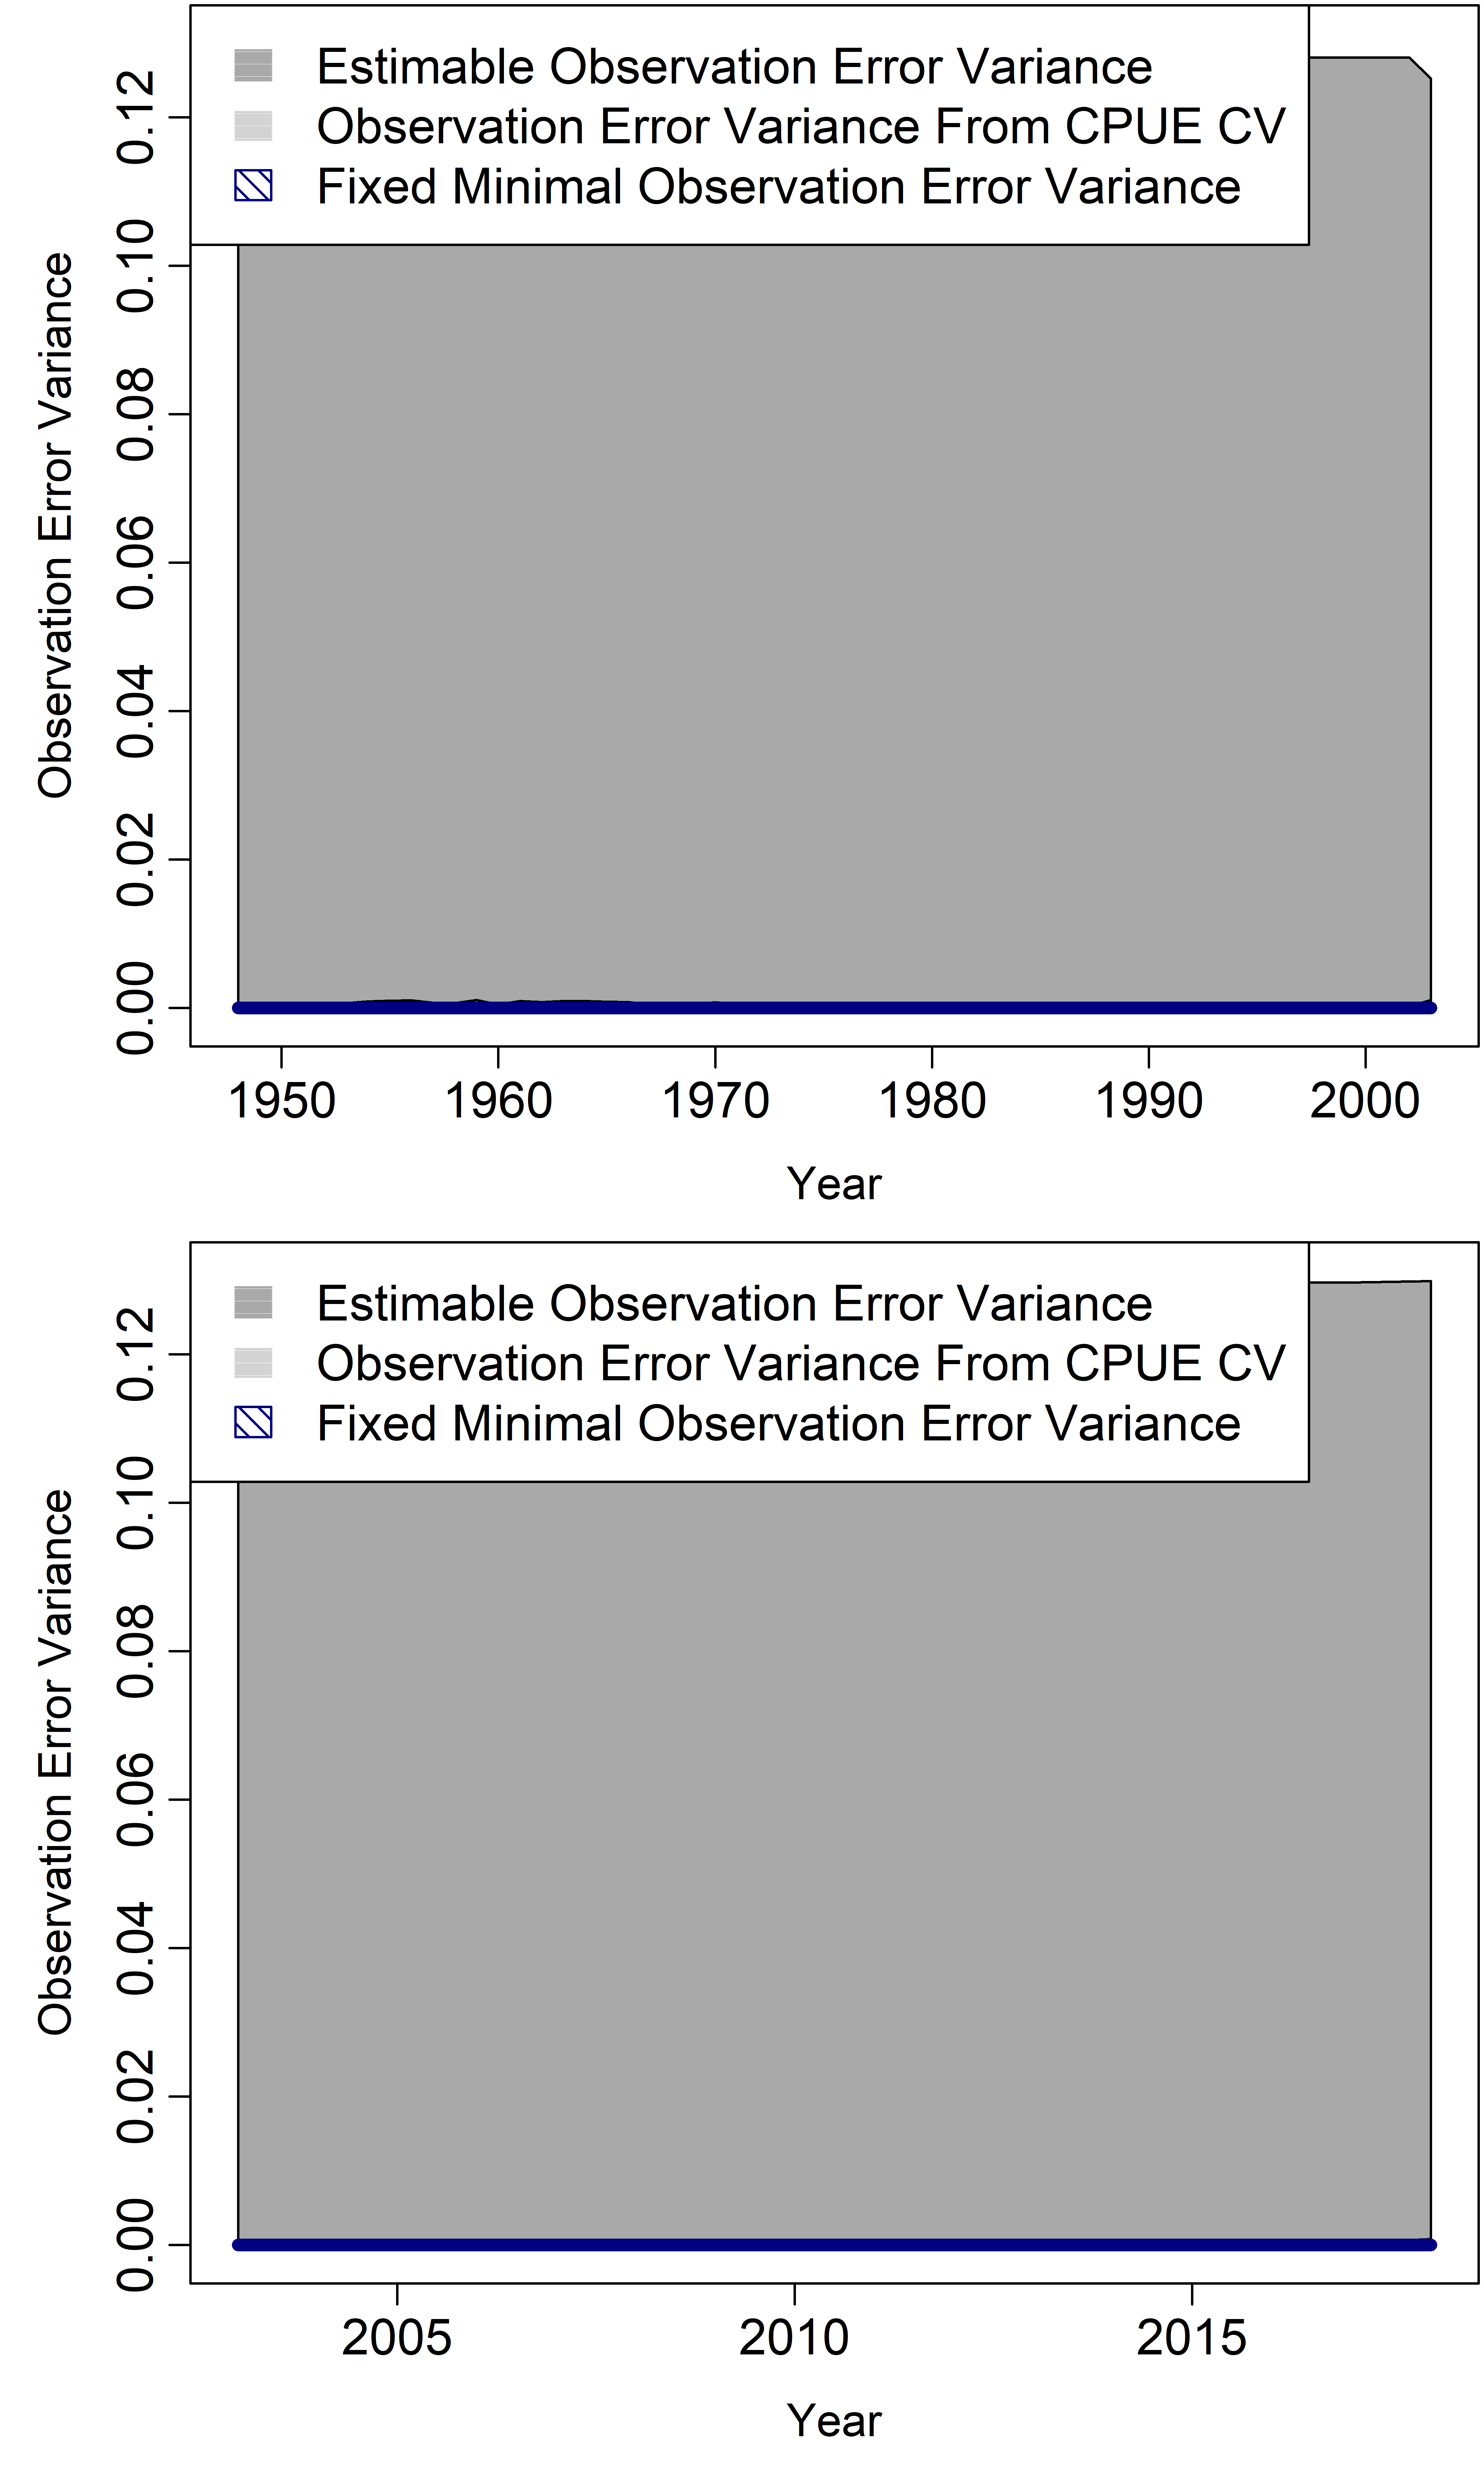 Estimable Observation Error Variance
Observation Error Variance From CPUE CV
Fixed Minimal Observation Error Variance
Observation Error Variance
0.12
0.10
0.08
0.06
0.04
0.02
0.00
1950 1960 1970 1980 1990 2000
Year
Estimable Observation Error Variance
Observation Error Variance From CPUE CV
Fixed Minimal Observation Error Variance
Observation Error Variance
0.12
0.10
0.08
0.06
0.04
0.02
0.00
2005 2010 2015
Year